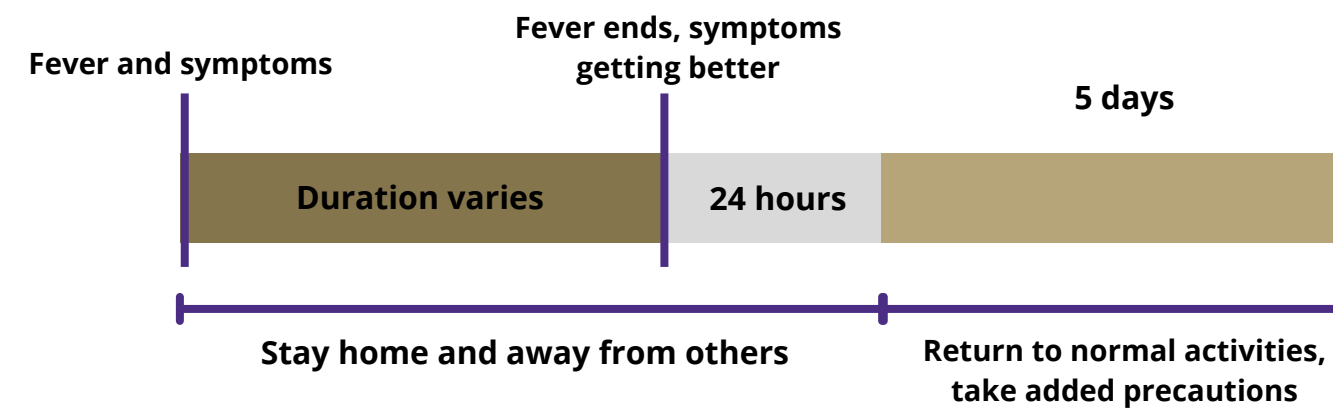 Fever and symptoms
Fever ends, symptoms
getting better
5 days
Duration varies
24 hours
Stay home and away from others
Return to normal activities,
take added precautions